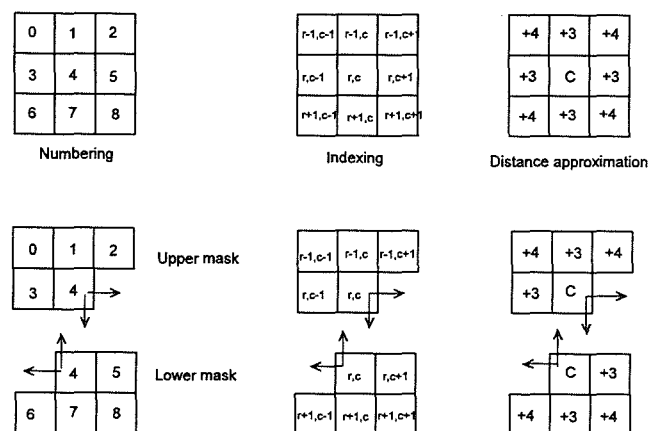 0 1 2 r-1,c-1 r-1,c r-1,c+1 +4 +3 +4
3 4 5 r,c-1 r,c r,c+1 +3 C +3
6 7 8 r+1,c-1 r+1,c r+1,c+1 +4 +3 +4
Numbering Indexing Distance approximation
0 1 2 Upper mask r-1,c-1 r-1,c r-1,c+1 +4 +3 +4
3 4 r,c-1 r,c +3 C
4 5 Lower mask r,c r,c+1 C +3
6 7 8 r+1,c-1 r+1,c r+1,c+1 +4 +3 +4